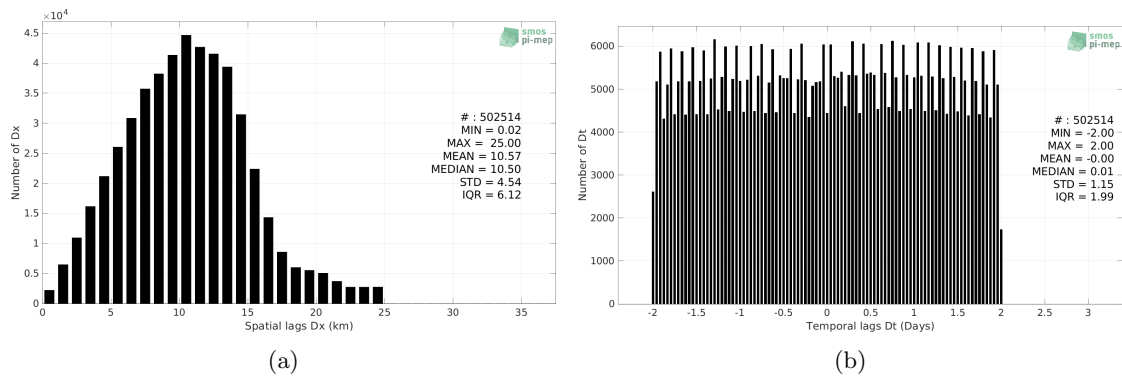 ×10⁴
4.5
4
3.5
3
2.5
2
1.5
1
0.5
0
Number of Dx
smos
pi-mep
# : 502514
MIN = 0.02
MAX = 25.00
MEAN = 10.57
MEDIAN = 10.50
STD = 4.54
IQR = 6.12
0 5 10 15 20 25 30 35
Spatial lags Dx (km)
(a)
6000
5000
4000
3000
2000
1000
0
Number of Dt
smos
pi-mep
# : 502514
MIN = -2.00
MAX = 2.00
MEAN = -0.00
MEDIAN = 0.01
STD = 1.15
IQR = 1.99
-2 -1.5 -1 -0.5 0 0.5 1 1.5 2 2.5 3
Temporal lags Dt (Days)
(b)